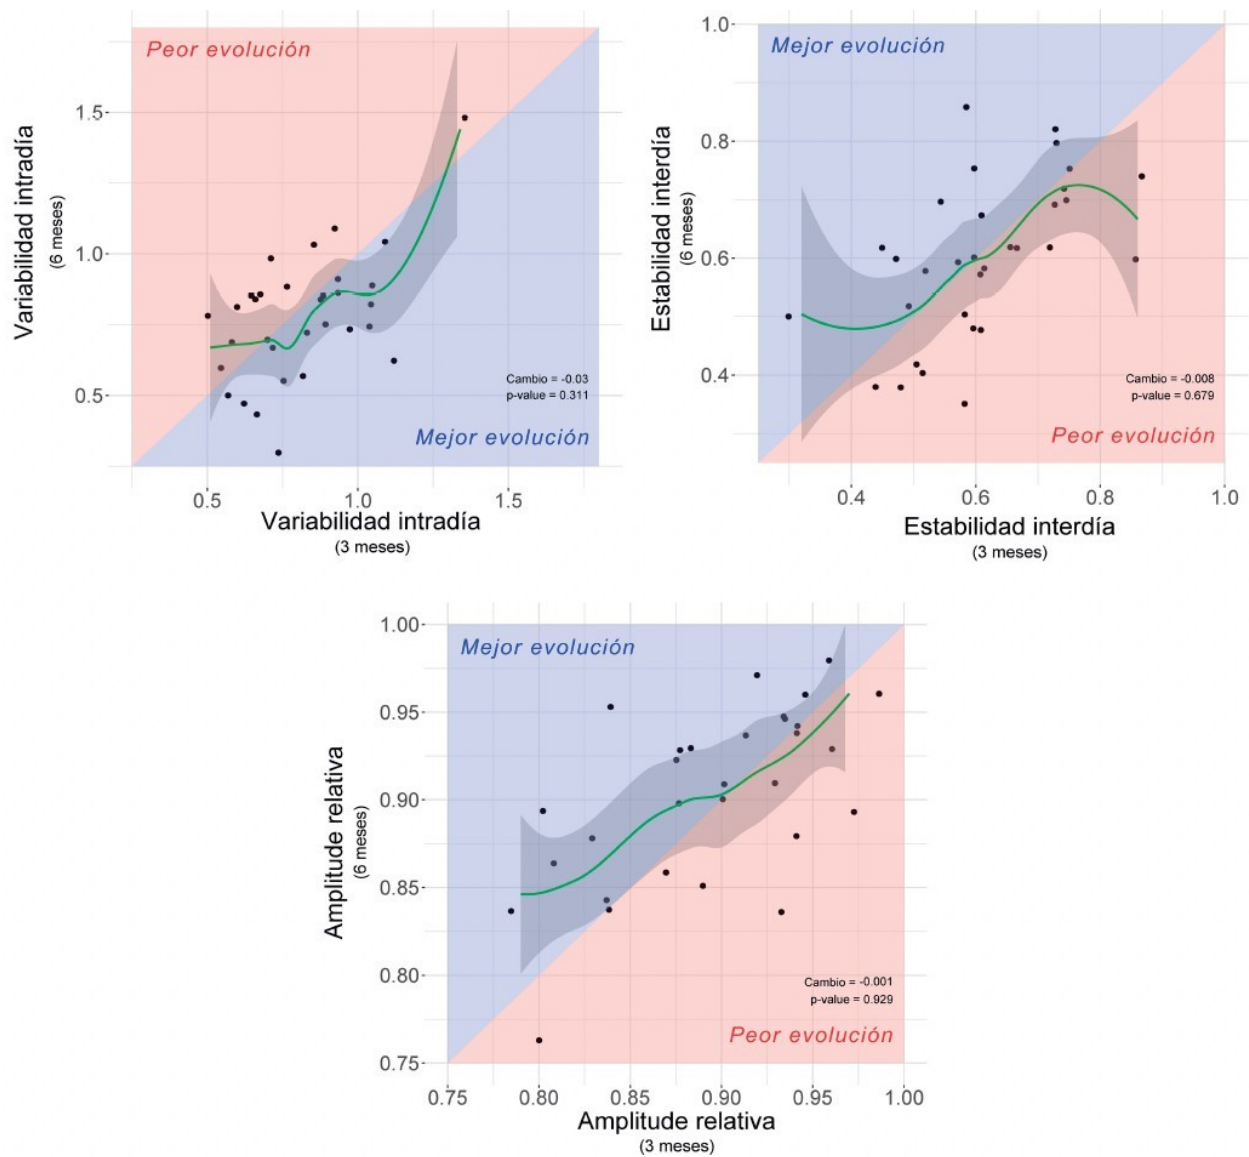 Peor evolución
1.5
1.0
0.5
Variabilidad intradía
(6 meses)
Cambio = -0.03
p-value = 0.311
Mejor evolución
0.5
1.0
1.5
Variabilidad intradía
(3 meses)
1.0
Mejor evolución
0.8
0.6
0.4
Estabilidad interdía
(6 meses)
Cambio = -0.008
p-value = 0.679
Peor evolución
0.4
0.6
0.8
1.0
Estabilidad interdía
(3 meses)
1.00
Mejor evolución
0.95
0.90
0.85
0.80
0.75
Amplitude relativa
(6 meses)
Cambio = -0.001
p-value = 0.929
Peor evolución
0.75
0.80
0.85
0.90
0.95
1.00
Amplitude relativa
(3 meses)